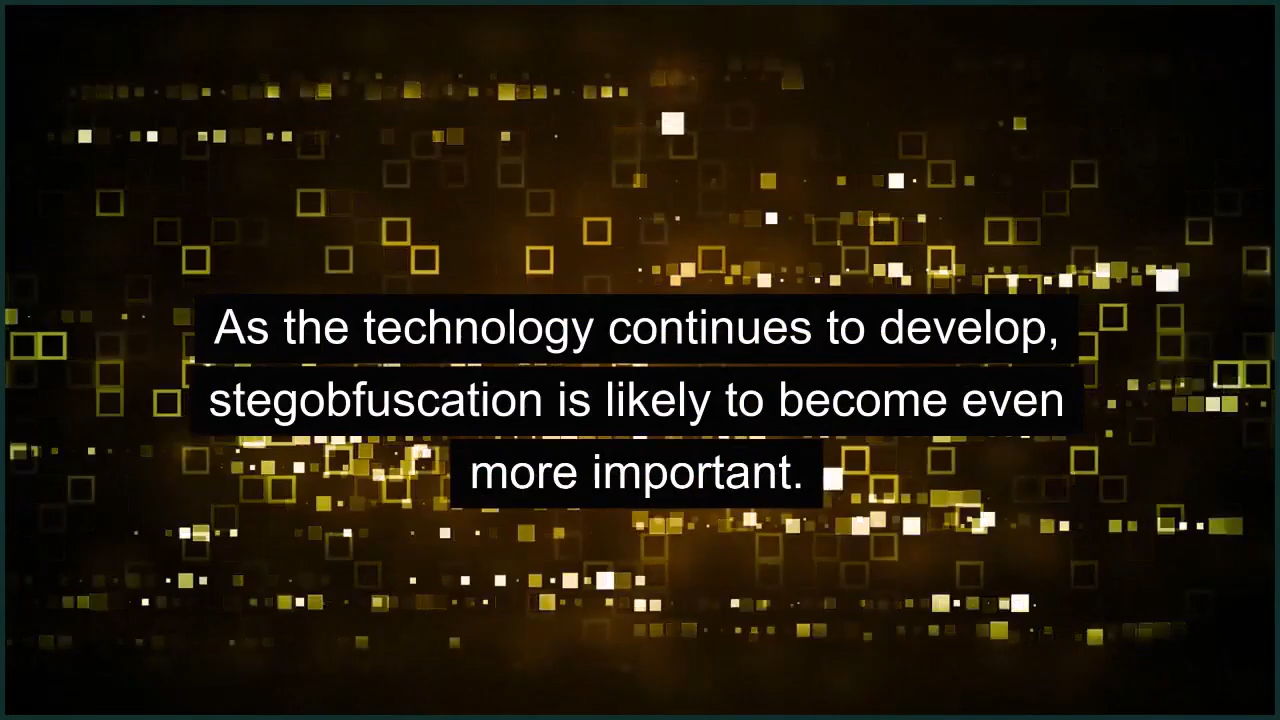 As the technology continues to develop,
stegobfuscation is likely to become even
more important.